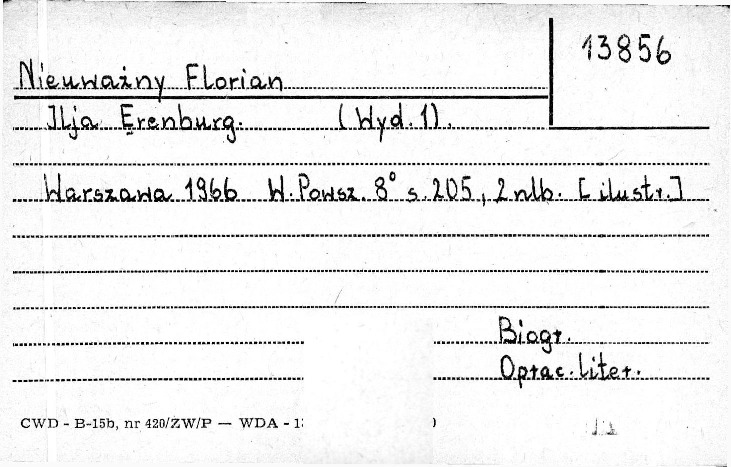 13856
Nieuważny Florian
Ilja Erenburg. (Wyd. 1).
Warszawa 1966 W. Powsz. 8° s. 205, 2 nlb. [ilustr.]
Biogr.
Oprac. liter.
CWD - B-15b, nr 420/ZW/P — WDA - 1